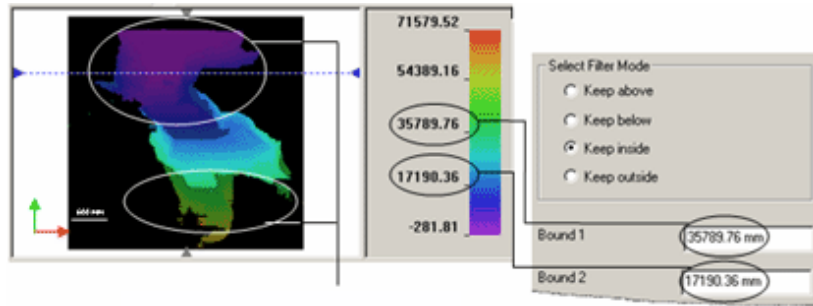 71579.52
54389.16
35789.76
17190.36
-281.81
Select Filter Mode
Keep above
Keep below
Keep inside
Keep outside
Bound 1
35789.76 mm
Bound 2
17190.36 mm